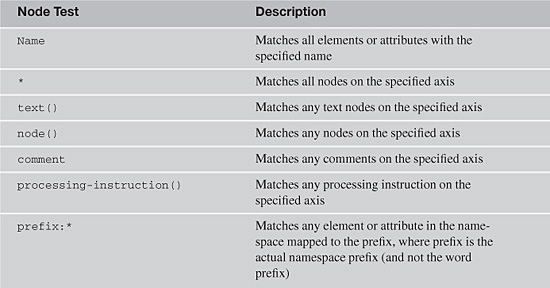 Node Test Description
Name Matches all elements or attributes with the
specified name
* Matches all nodes on the specified axis
text() Matches any text nodes on the specified axis
node() Matches any nodes on the specified axis
comment Matches any comments on the specified axis
processing-instruction() Matches any processing instruction on the
specified axis
prefix:* Matches any element or attribute in the name-
space mapped to the prefix, where prefix is the
actual namespace prefix (and not the word
prefix)